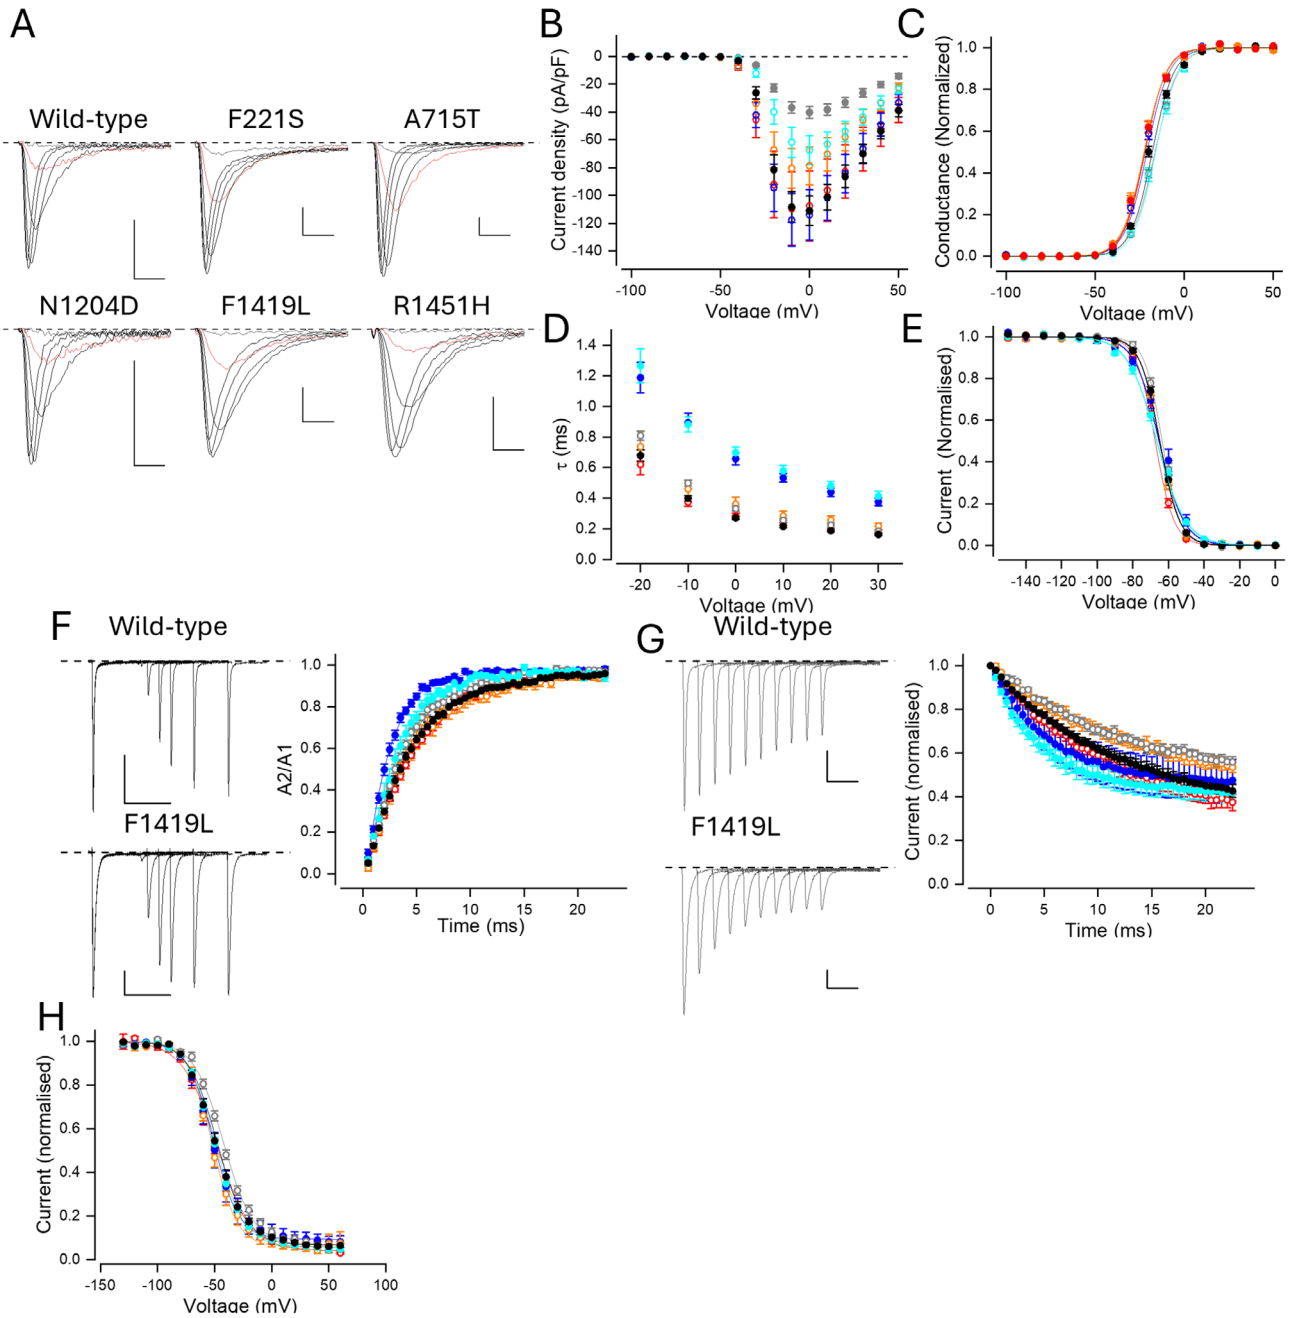 A
B
C
Wild-type
F221S
A715T
N1204D
F1419L
R1451H
Current density (pA/pF)
0
-20
-40
-60
-80
-100
-120
-140
-100
-50
0
50
Voltage (mV)
Conductance (Normalized)
1.0
0.8
0.6
0.4
0.2
0.0
-100
-50
0
50
Voltage (mV)
D
E
τ (ms)
1.4
1.2
1.0
0.8
0.6
0.4
0.2
0.0
-20
-10
0
10
20
30
Voltage (mV)
Current (Normalised)
1.0
0.8
0.6
0.4
0.2
0.0
-140
-120
-100
-80
-60
-40
-20
0
Voltage (mV)
F
Wild-type
F1419L
A2/A1
1.0
0.8
0.6
0.4
0.2
0.0
0
5
10
15
20
Time (ms)
G
Wild-type
F1419L
Current (normalised)
1.0
0.8
0.6
0.4
0.2
0.0
0
5
10
15
20
Time (ms)
H
Current (normalised)
1.0
0.8
0.6
0.4
0.2
0.0
-150
-100
-50
0
50
100
Voltage (mV)